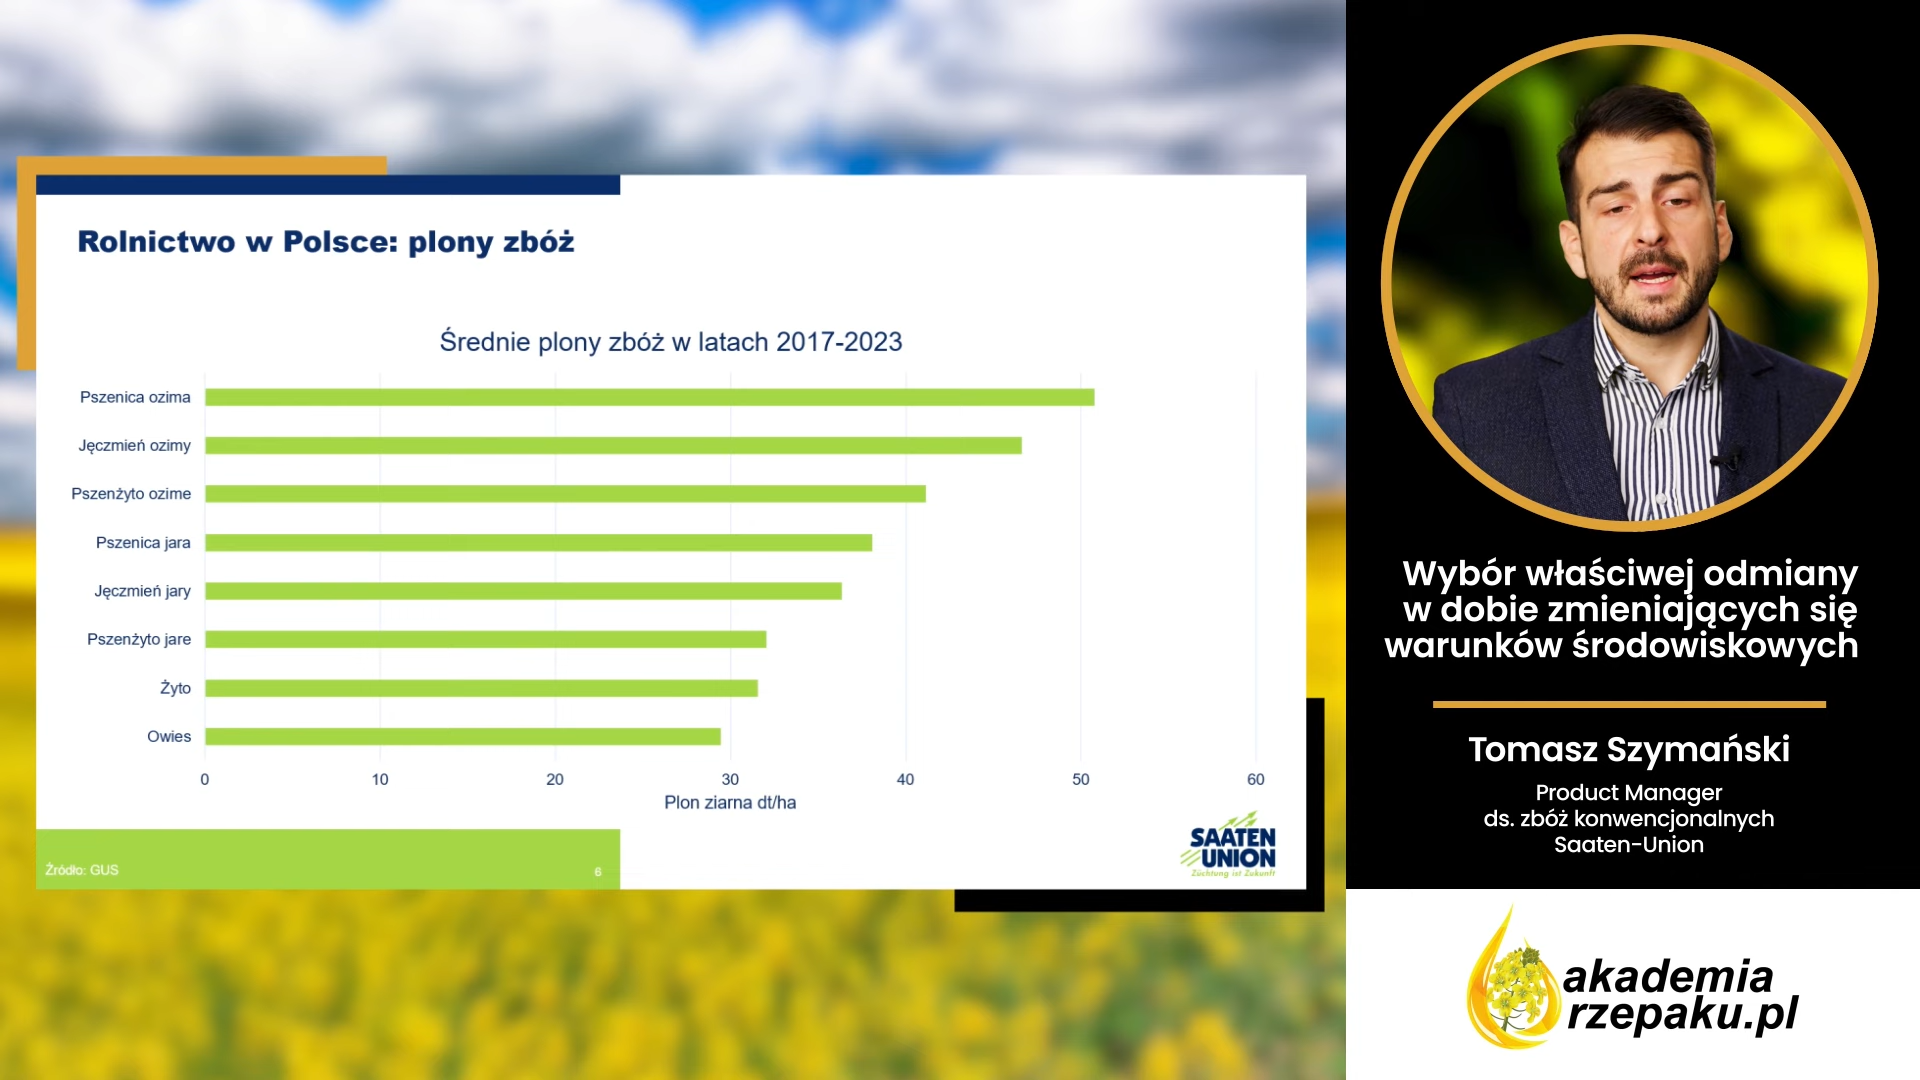 Rolnictwo w Polsce: plony zbóż
Średnie plony zbóż w latach 2017-2023
Pszenica ozima
Jęczmień ozimy
Pszenżyto ozime
Pszenica jara
Jęczmień jary
Pszenżyto jare
Żyto
Owies
0 10 20 30 40 50 60
Plon ziarna dt/ha
Źródło: GUS
6
SAATEN
UNION
Züchtung ist Zukunft
Wybór właściwej odmiany
w dobie zmieniających się
warunków środowiskowych
Tomasz Szymański
Product Manager
ds. zbóż konwencjonalnych
Saaten-Union
akademia
rzepaku.pl